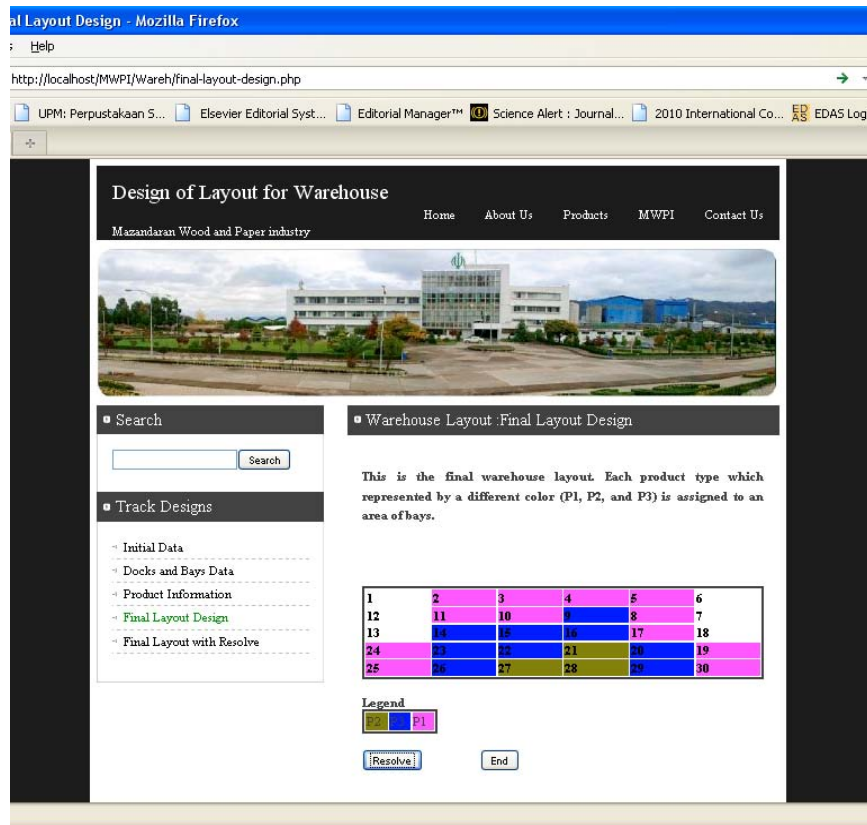 al Layout Design - Mozilla Firefox
s Help
http://localhost/MWPI/Wareh/final-layout-design.php
UPM: Perpustakaan S... Elsevier Editorial Syst... Editorial Manager™ Science Alert : Journal... 2010 International Co... ED AS EDAS Log
Design of Layout for Warehouse
Home About Us Products MWPI Contact Us
Mazandaran Wood and Paper industry
Search
Search
Track Designs
Initial Data
Docks and Bays Data
Product Information
Final Layout Design
Final Layout with Resolve
Warehouse Layout :Final Layout Design
This is the final warehouse layout. Each product type which
represented by a different color (P1, P2, and P3) is assigned to an
area of bays.
1 2 3 4 5 6
12 11 10 9 8 7
13 14 15 16 17 18
24 23 22 21 20 19
25 26 27 28 29 30
Legend
P2 P3 P1
Resolve End